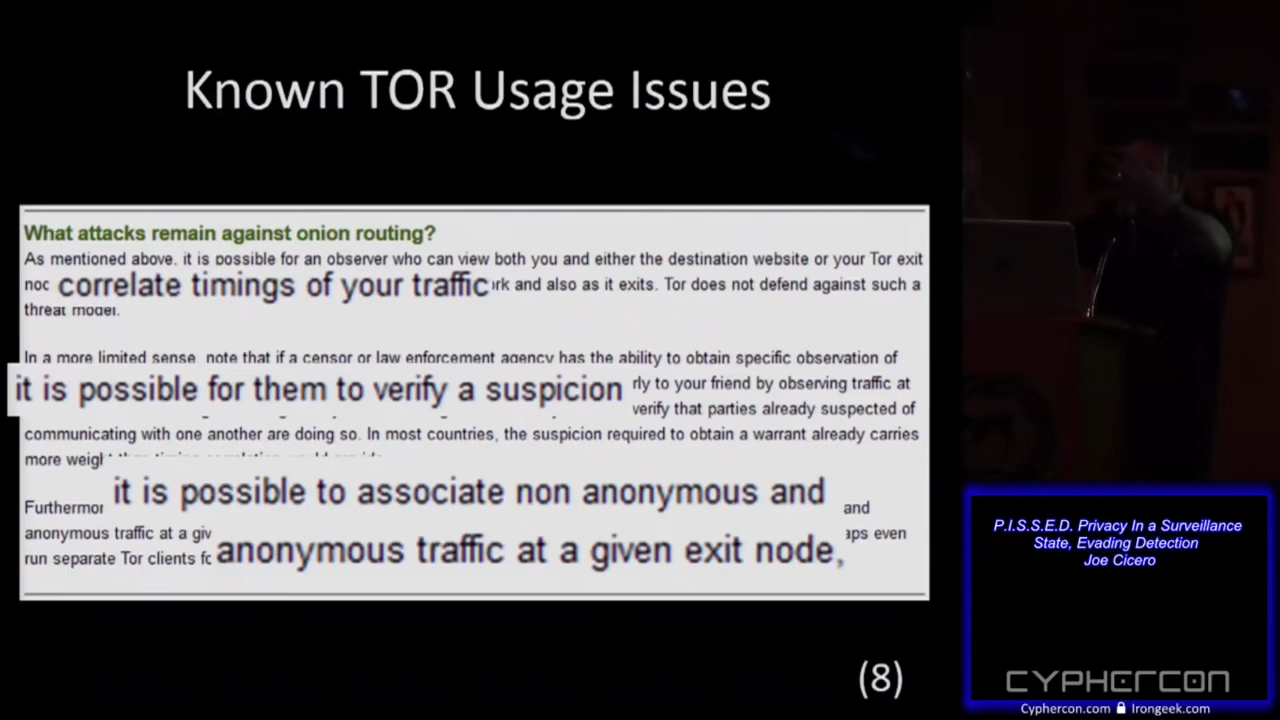 Known TOR Usage Issues
What attacks remain against onion routing?
As mentioned above, it is possible for an observer who can view both you and either the destination website or your Tor exit
correlate timings of your traffic and also as it exits. Tor does not defend against such a
threat model.
In a more limited sense, note that if a censor or law enforcement agency has the ability to obtain specific observation of
it is possible for them to verify a suspicion to your friend by observing traffic at
verify that parties already suspected of
communicating with one another are doing so. In most countries, the suspicion required to obtain a warrant already carries
more
it is possible to associate non anonymous and and
anonymous traffic at a even
anonymous traffic at a given exit node,
run separate Tor clients
(8)
P.I.S.S.E.D. Privacy In a Surveillance
State, Evading Detection
Joe Cicero
CYPHERCON
Cyphercon.com Irongeek.com